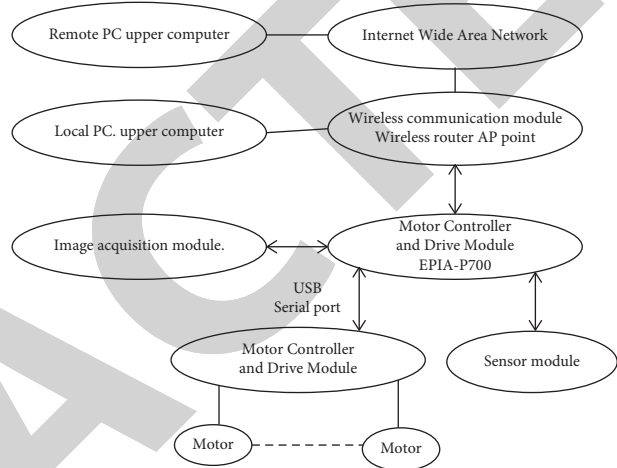 Remote PC upper computer
Internet Wide Area Network
Local PC. upper computer
Wireless communication module
Wireless router AP point
Image acquisition module.
Motor Controller
and Drive Module
EPIA-P700
USB
Serial port
Motor Controller
and Drive Module
Sensor module
Motor
Motor